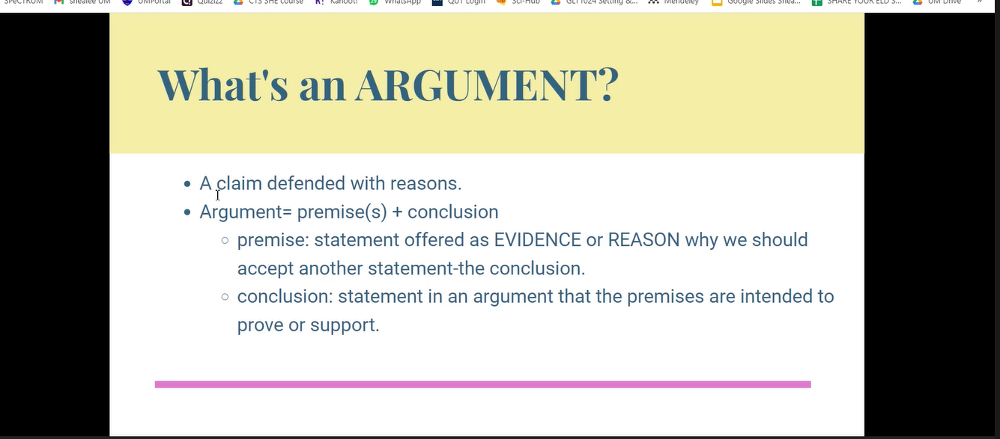 SPeCTRUM shealee UM UMPortal Quizizz CTS SHE course Kahoot! WhatsApp QUT Login Sci-Hub GLT1024 Setting &... Mendeley Google Slides Shea... SHARE YOUR ELD S... UM Drive »
What's an ARGUMENT?
• A claim defended with reasons.
• Argument= premise(s) + conclusion
○ premise: statement offered as EVIDENCE or REASON why we should
accept another statement-the conclusion.
○ conclusion: statement in an argument that the premises are intended to
prove or support.